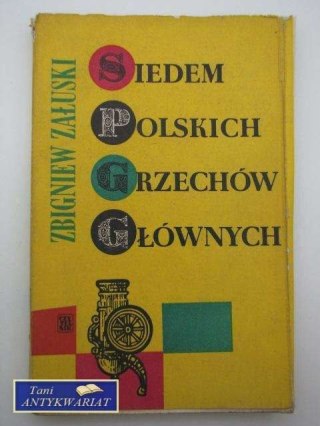 ZBIGNIEW ZAŁUSKI
SIEDEM
POLSKICH
GRZECHÓW
GŁÓWNYCH
Tani
ANTYKWARIAT